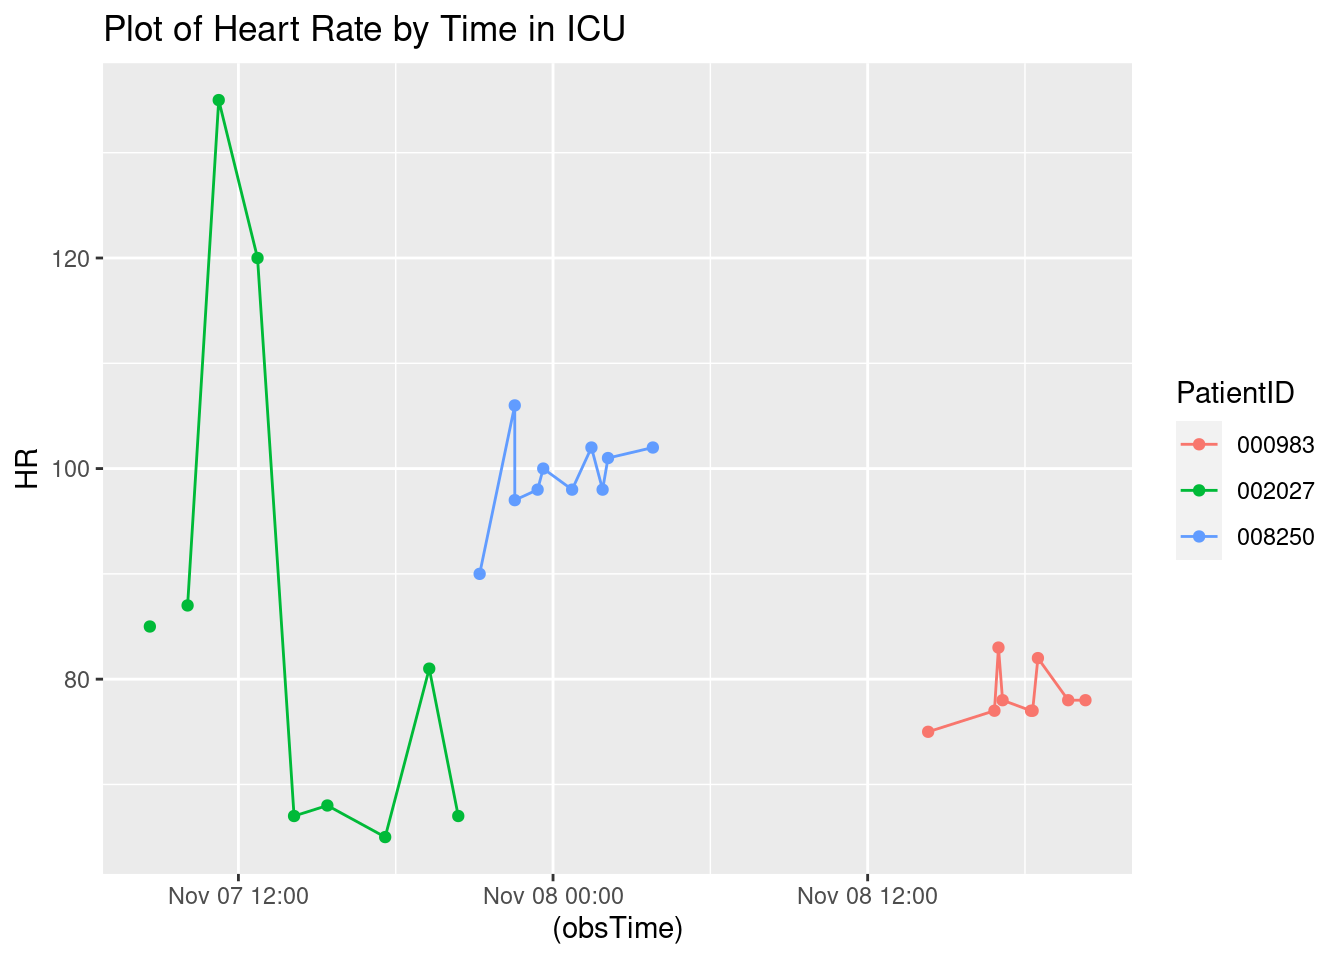 Plot of Heart Rate by Time in ICU
HR
120
100
80
Nov 07 12:00
Nov 08 00:00
Nov 08 12:00
(obsTime)
PatientID
000983
002027
008250